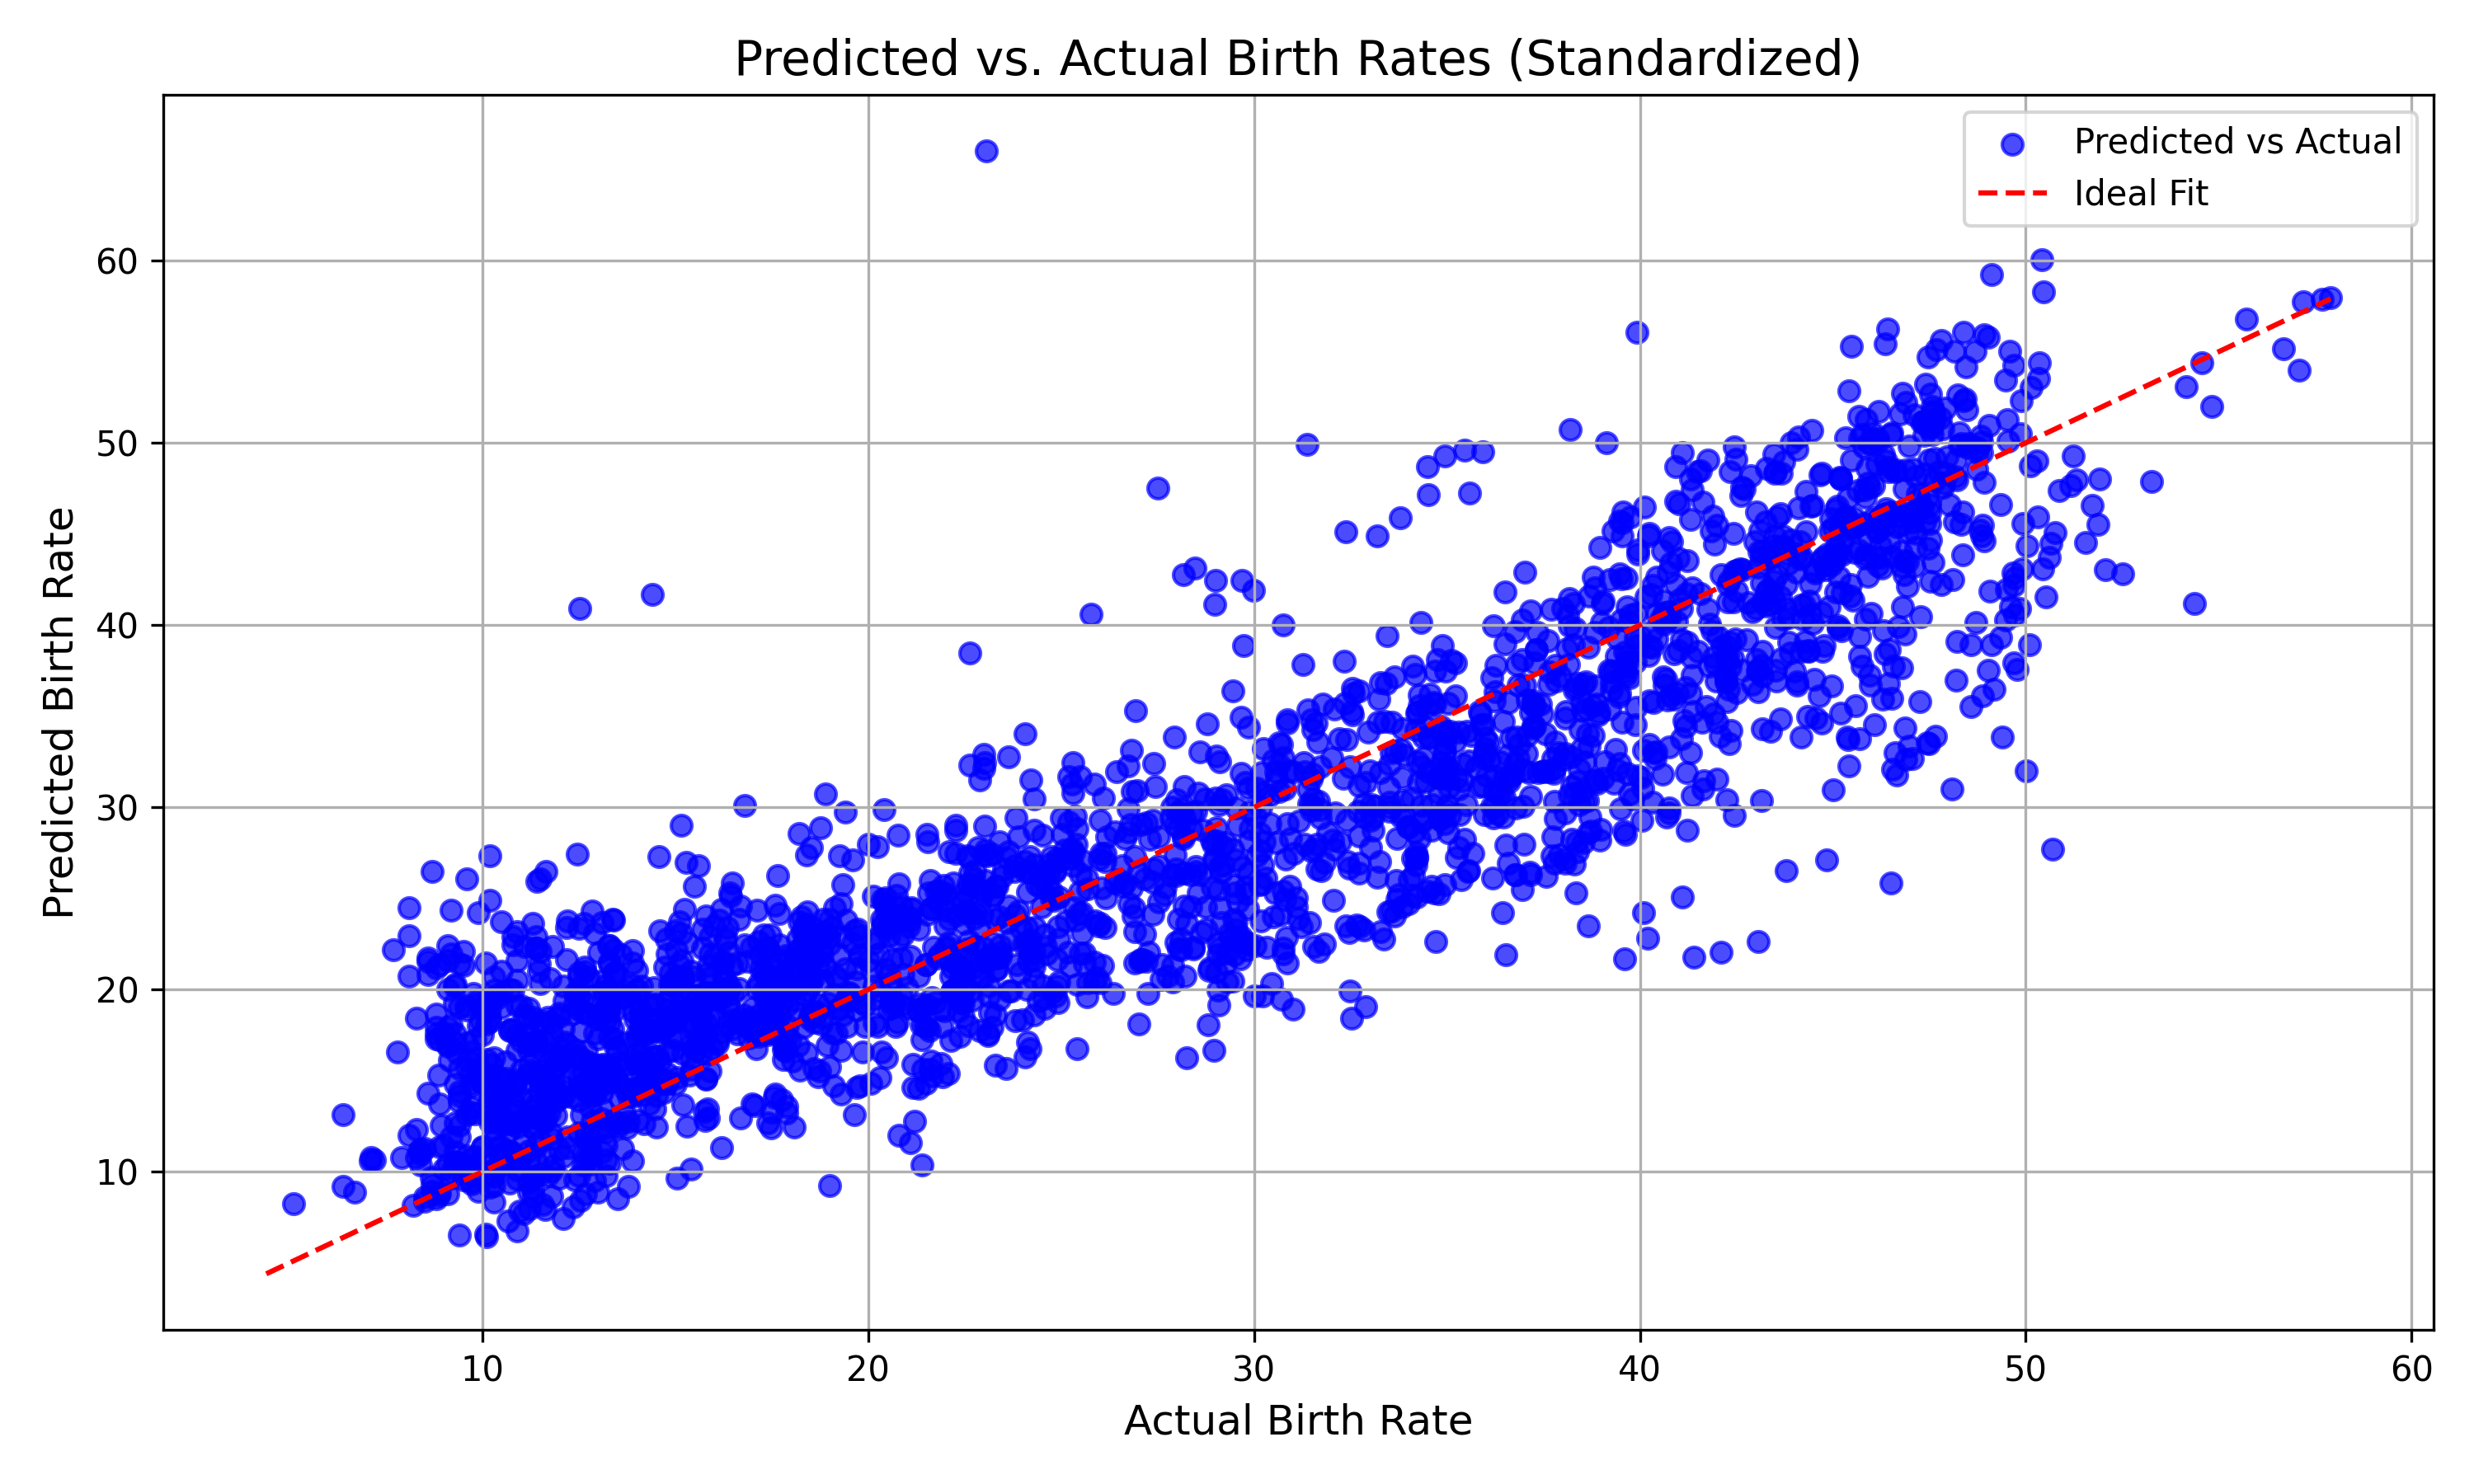 Predicted vs. Actual Birth Rates (Standardized)
Predicted vs Actual
Ideal Fit
60
50
40
30
20
10
Predicted Birth Rate
10 20 30 40 50 60
Actual Birth Rate